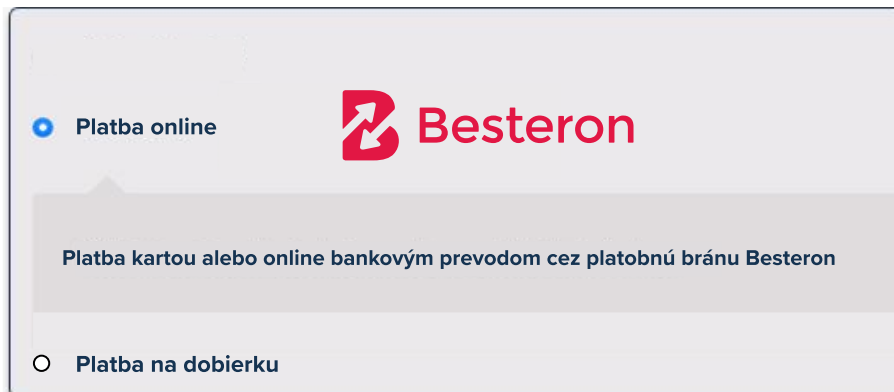 Platba online
Besteron
Platba kartou alebo online bankovým prevodom cez platobnú bránu Besteron
Platba na dobierku